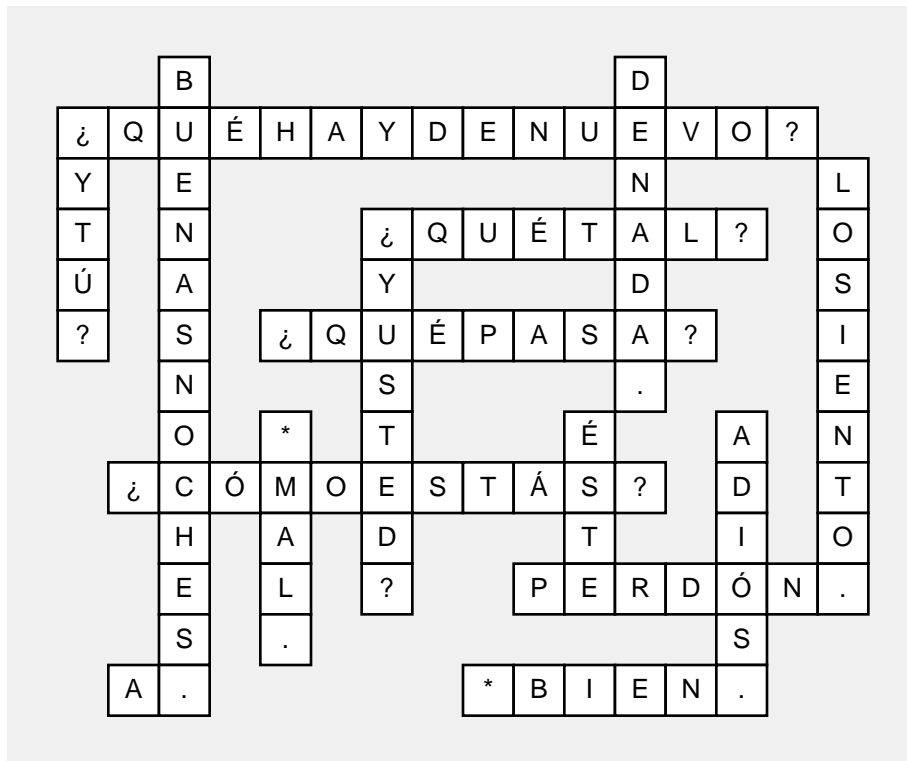 B D
¿ Q U É H A Y D E N U E V O ?
Y E N L
T N ¿ Q U É T A L ? O
Ú A Y D S
? S ¿ Q U É P A S A ? I
N S . E
O * T É A N
¿ C Ó M O E S T Á S ? D T
H A D T I O
E L ? P E R D Ó N .
S . S
A . * B I E N .